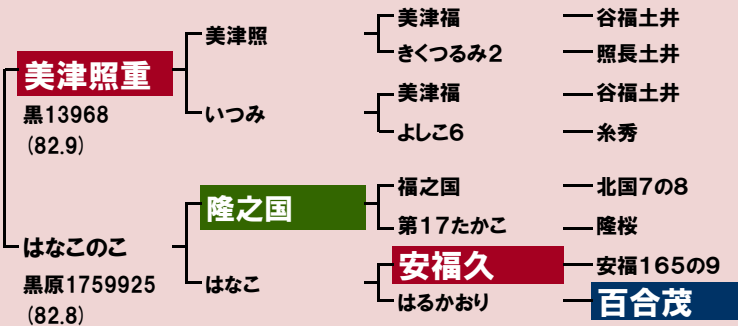 美津照重
黒13968
(82.9)
美津照
美津福
谷福土井
きくつるみ2
照長土井
いつみ
美津福
谷福土井
よしこ6
糸秀
はなこのこ
黒原1759925
(82.8)
隆之国
福之国
北国7の8
第17たかこ
隆桜
はなこ
安福久
安福165の9
はるかおり
百合茂